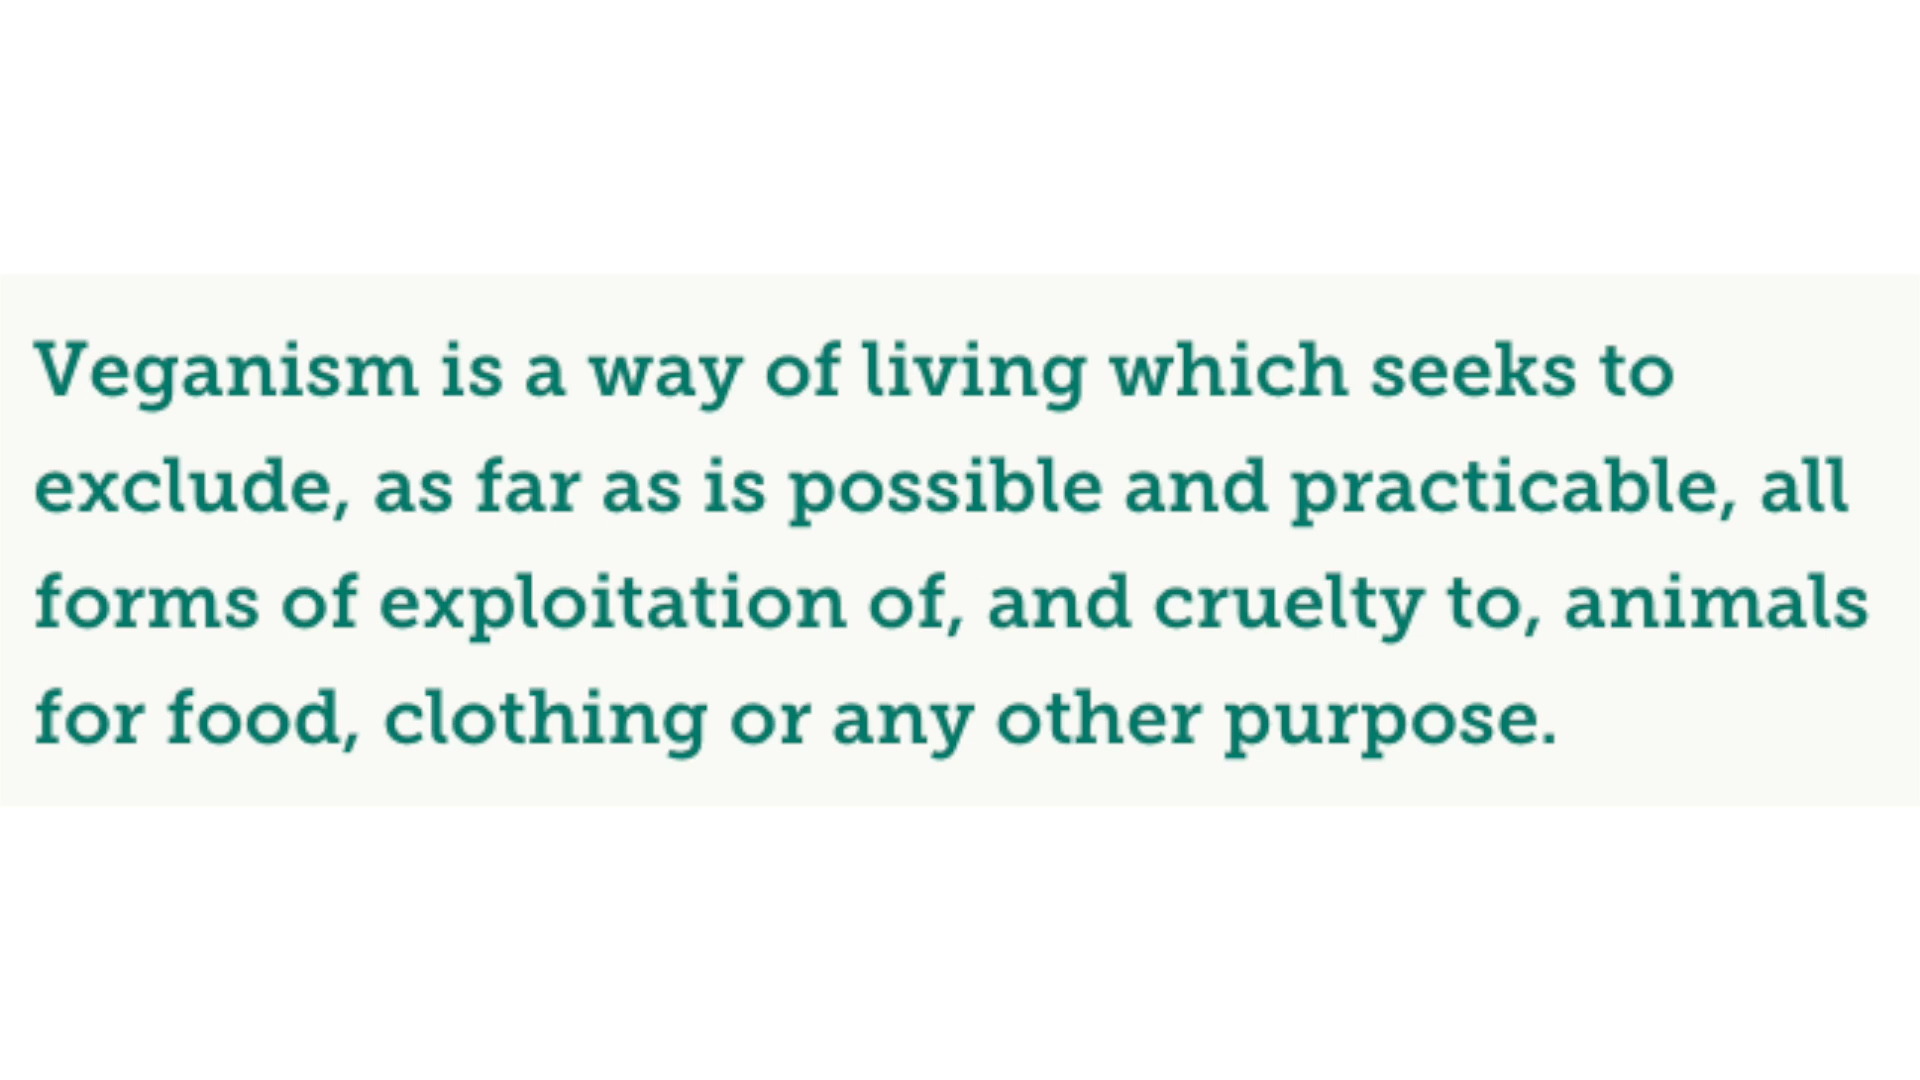 Veganism is a way of living which seeks to
exclude, as far as is possible and practicable, all
forms of exploitation of, and cruelty to, animals
for food, clothing or any other purpose.